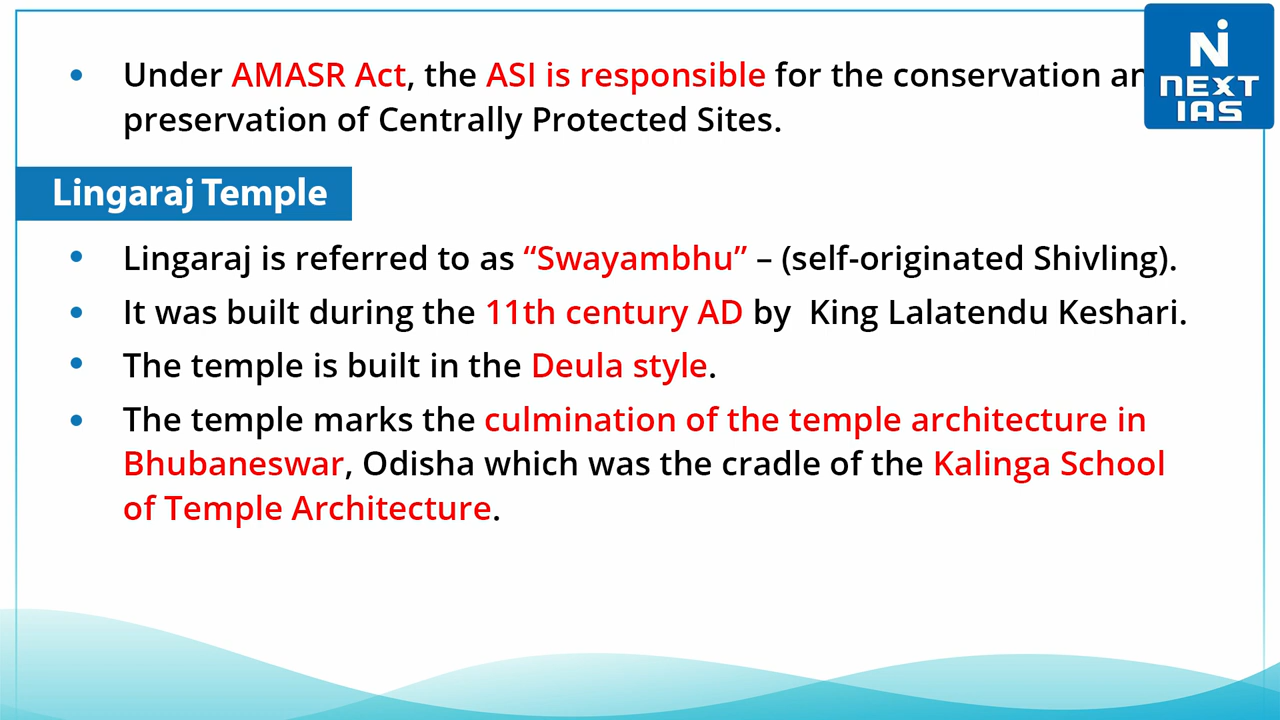 Under AMASR Act, the ASI is responsible for the conservation an
preservation of Centrally Protected Sites.
NEXT
IAS
Lingaraj Temple
Lingaraj is referred to as “Swayambhu” – (self-originated Shivling).
It was built during the 11th century AD by King Lalatendu Keshari.
The temple is built in the Deula style.
The temple marks the culmination of the temple architecture in
Bhubaneswar, Odisha which was the cradle of the Kalinga School
of Temple Architecture.